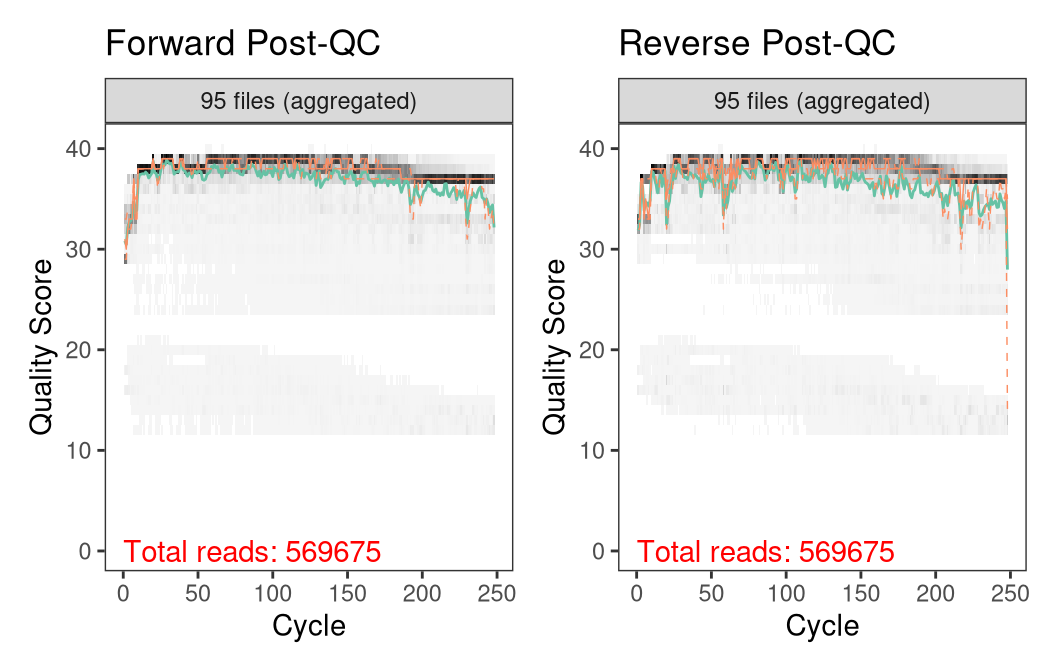 Forward Post-QC
95 files (aggregated)
Quality Score
40
30
20
10
0
Total reads: 569675
0 50 100 150 200 250
Cycle
Reverse Post-QC
95 files (aggregated)
Quality Score
40
30
20
10
0
Total reads: 569675
0 50 100 150 200 250
Cycle